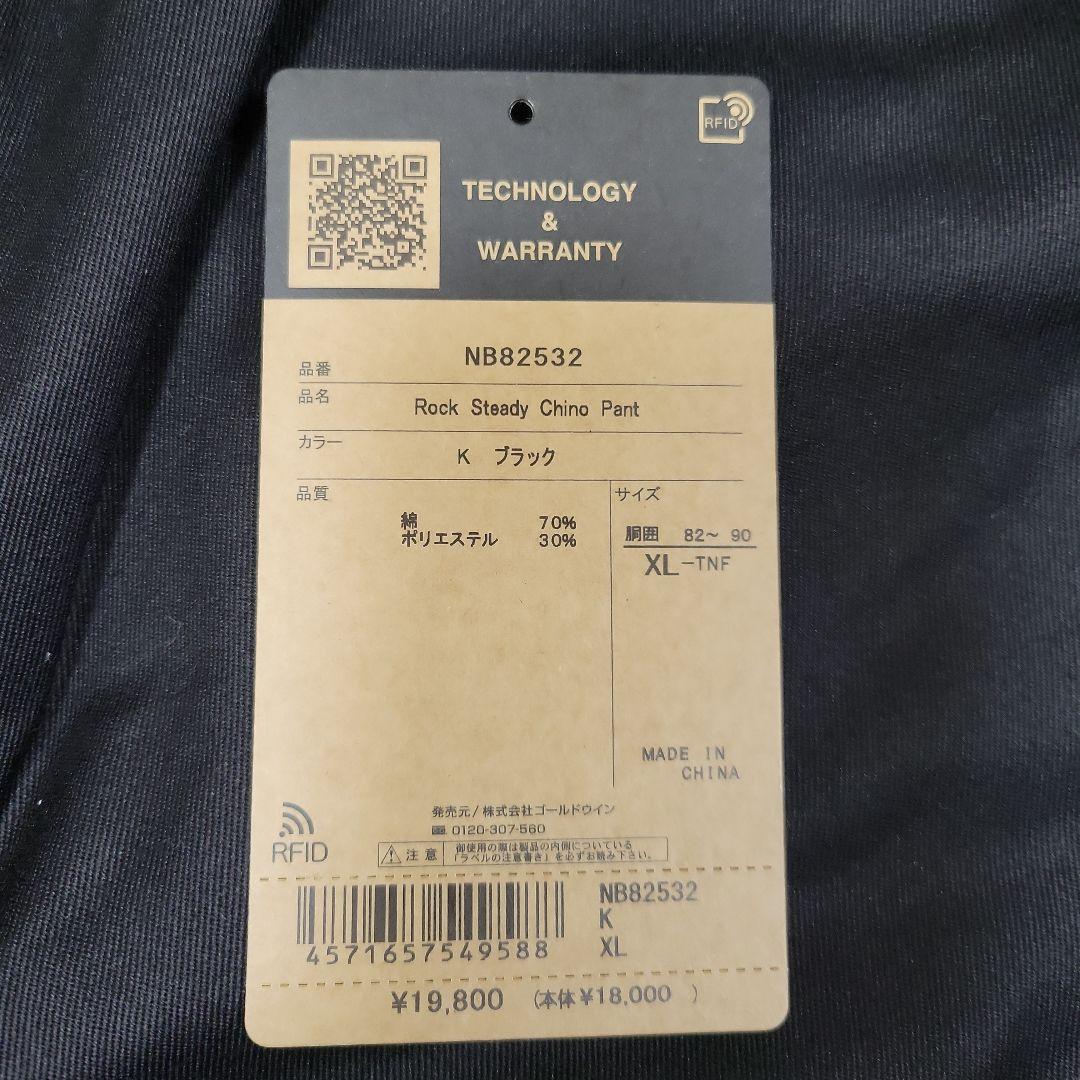 RFID
TECHNOLOGY
&
WARRANTY
品番 NB82532
品名 Rock Steady Chino Pant
カラー K ブラック
品質
綿 70%
ポリエステル 30%
サイズ
胴囲 82~ 90
XL-TNF
MADE IN
CHINA
発売元/株式会社ゴールドウイン
0120-307-560
RFID
注意
御使用の際は製品の内側についている
「ラベルの注意書き」を必ずお読み下さい。
4571657549588
NB82532
K
XL
¥19,800 (本体¥18,000 )